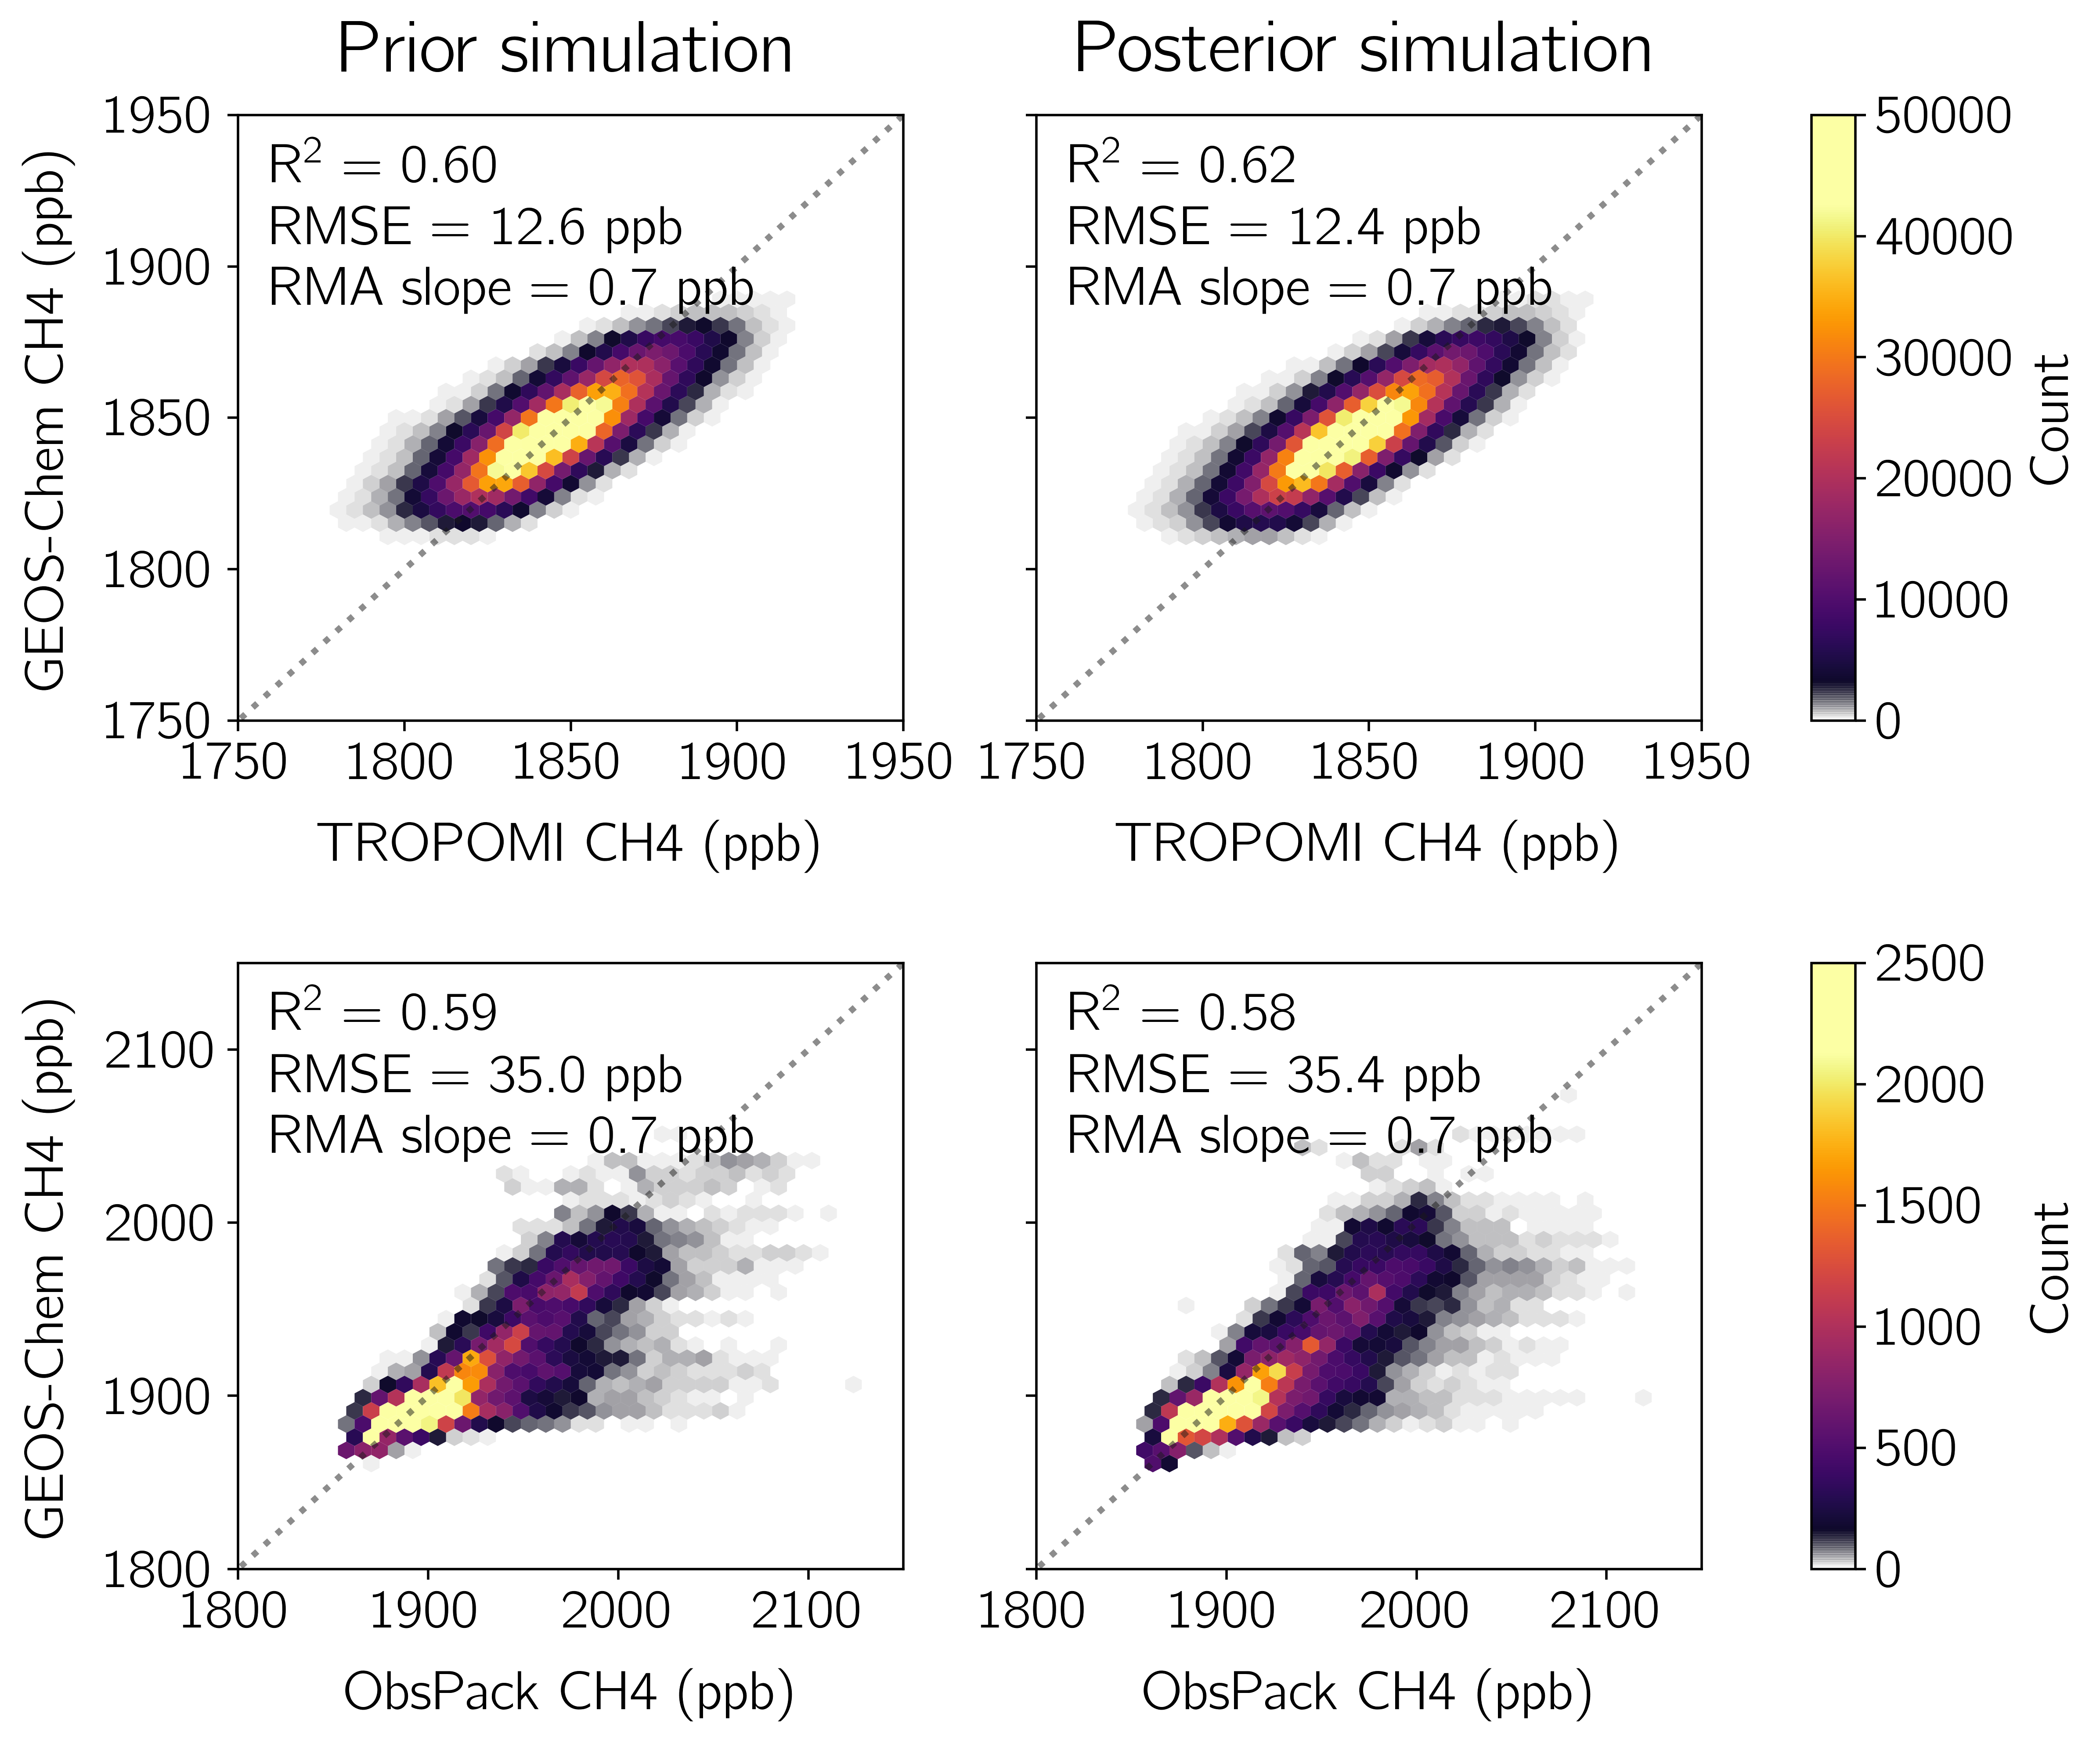 Prior simulation
Posterior simulation
GEOS-Chem CH4 (ppb)
1950
1900
1850
1800
1750
R² = 0.60
RMSE = 12.6 ppb
RMA slope = 0.7 ppb
1750 1800 1850 1900 1950
TROPOMI CH4 (ppb)
R² = 0.62
RMSE = 12.4 ppb
RMA slope = 0.7 ppb
1750 1800 1850 1900 1950
TROPOMI CH4 (ppb)
50000
40000
30000
20000
10000
0
Count
GEOS-Chem CH4 (ppb)
2100
2000
1900
1800
R² = 0.59
RMSE = 35.0 ppb
RMA slope = 0.7 ppb
1800 1900 2000 2100
ObsPack CH4 (ppb)
R² = 0.58
RMSE = 35.4 ppb
RMA slope = 0.7 ppb
1800 1900 2000 2100
ObsPack CH4 (ppb)
2500
2000
1500
1000
500
0
Count